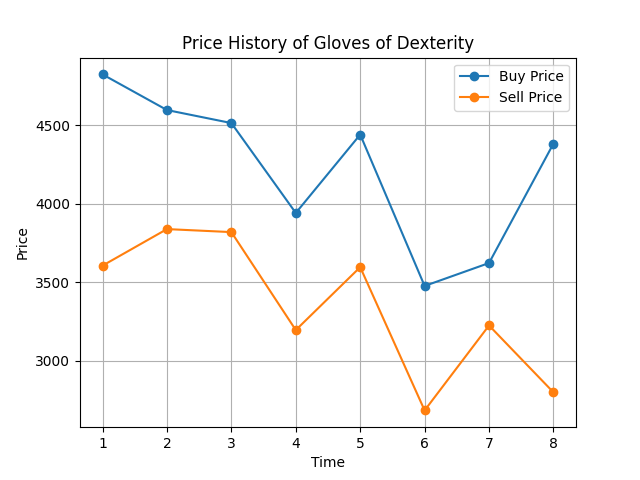 Price History of Gloves of Dexterity
Buy Price
Sell Price
Price
4500
4000
3500
3000
1 2 3 4 5 6 7 8
Time